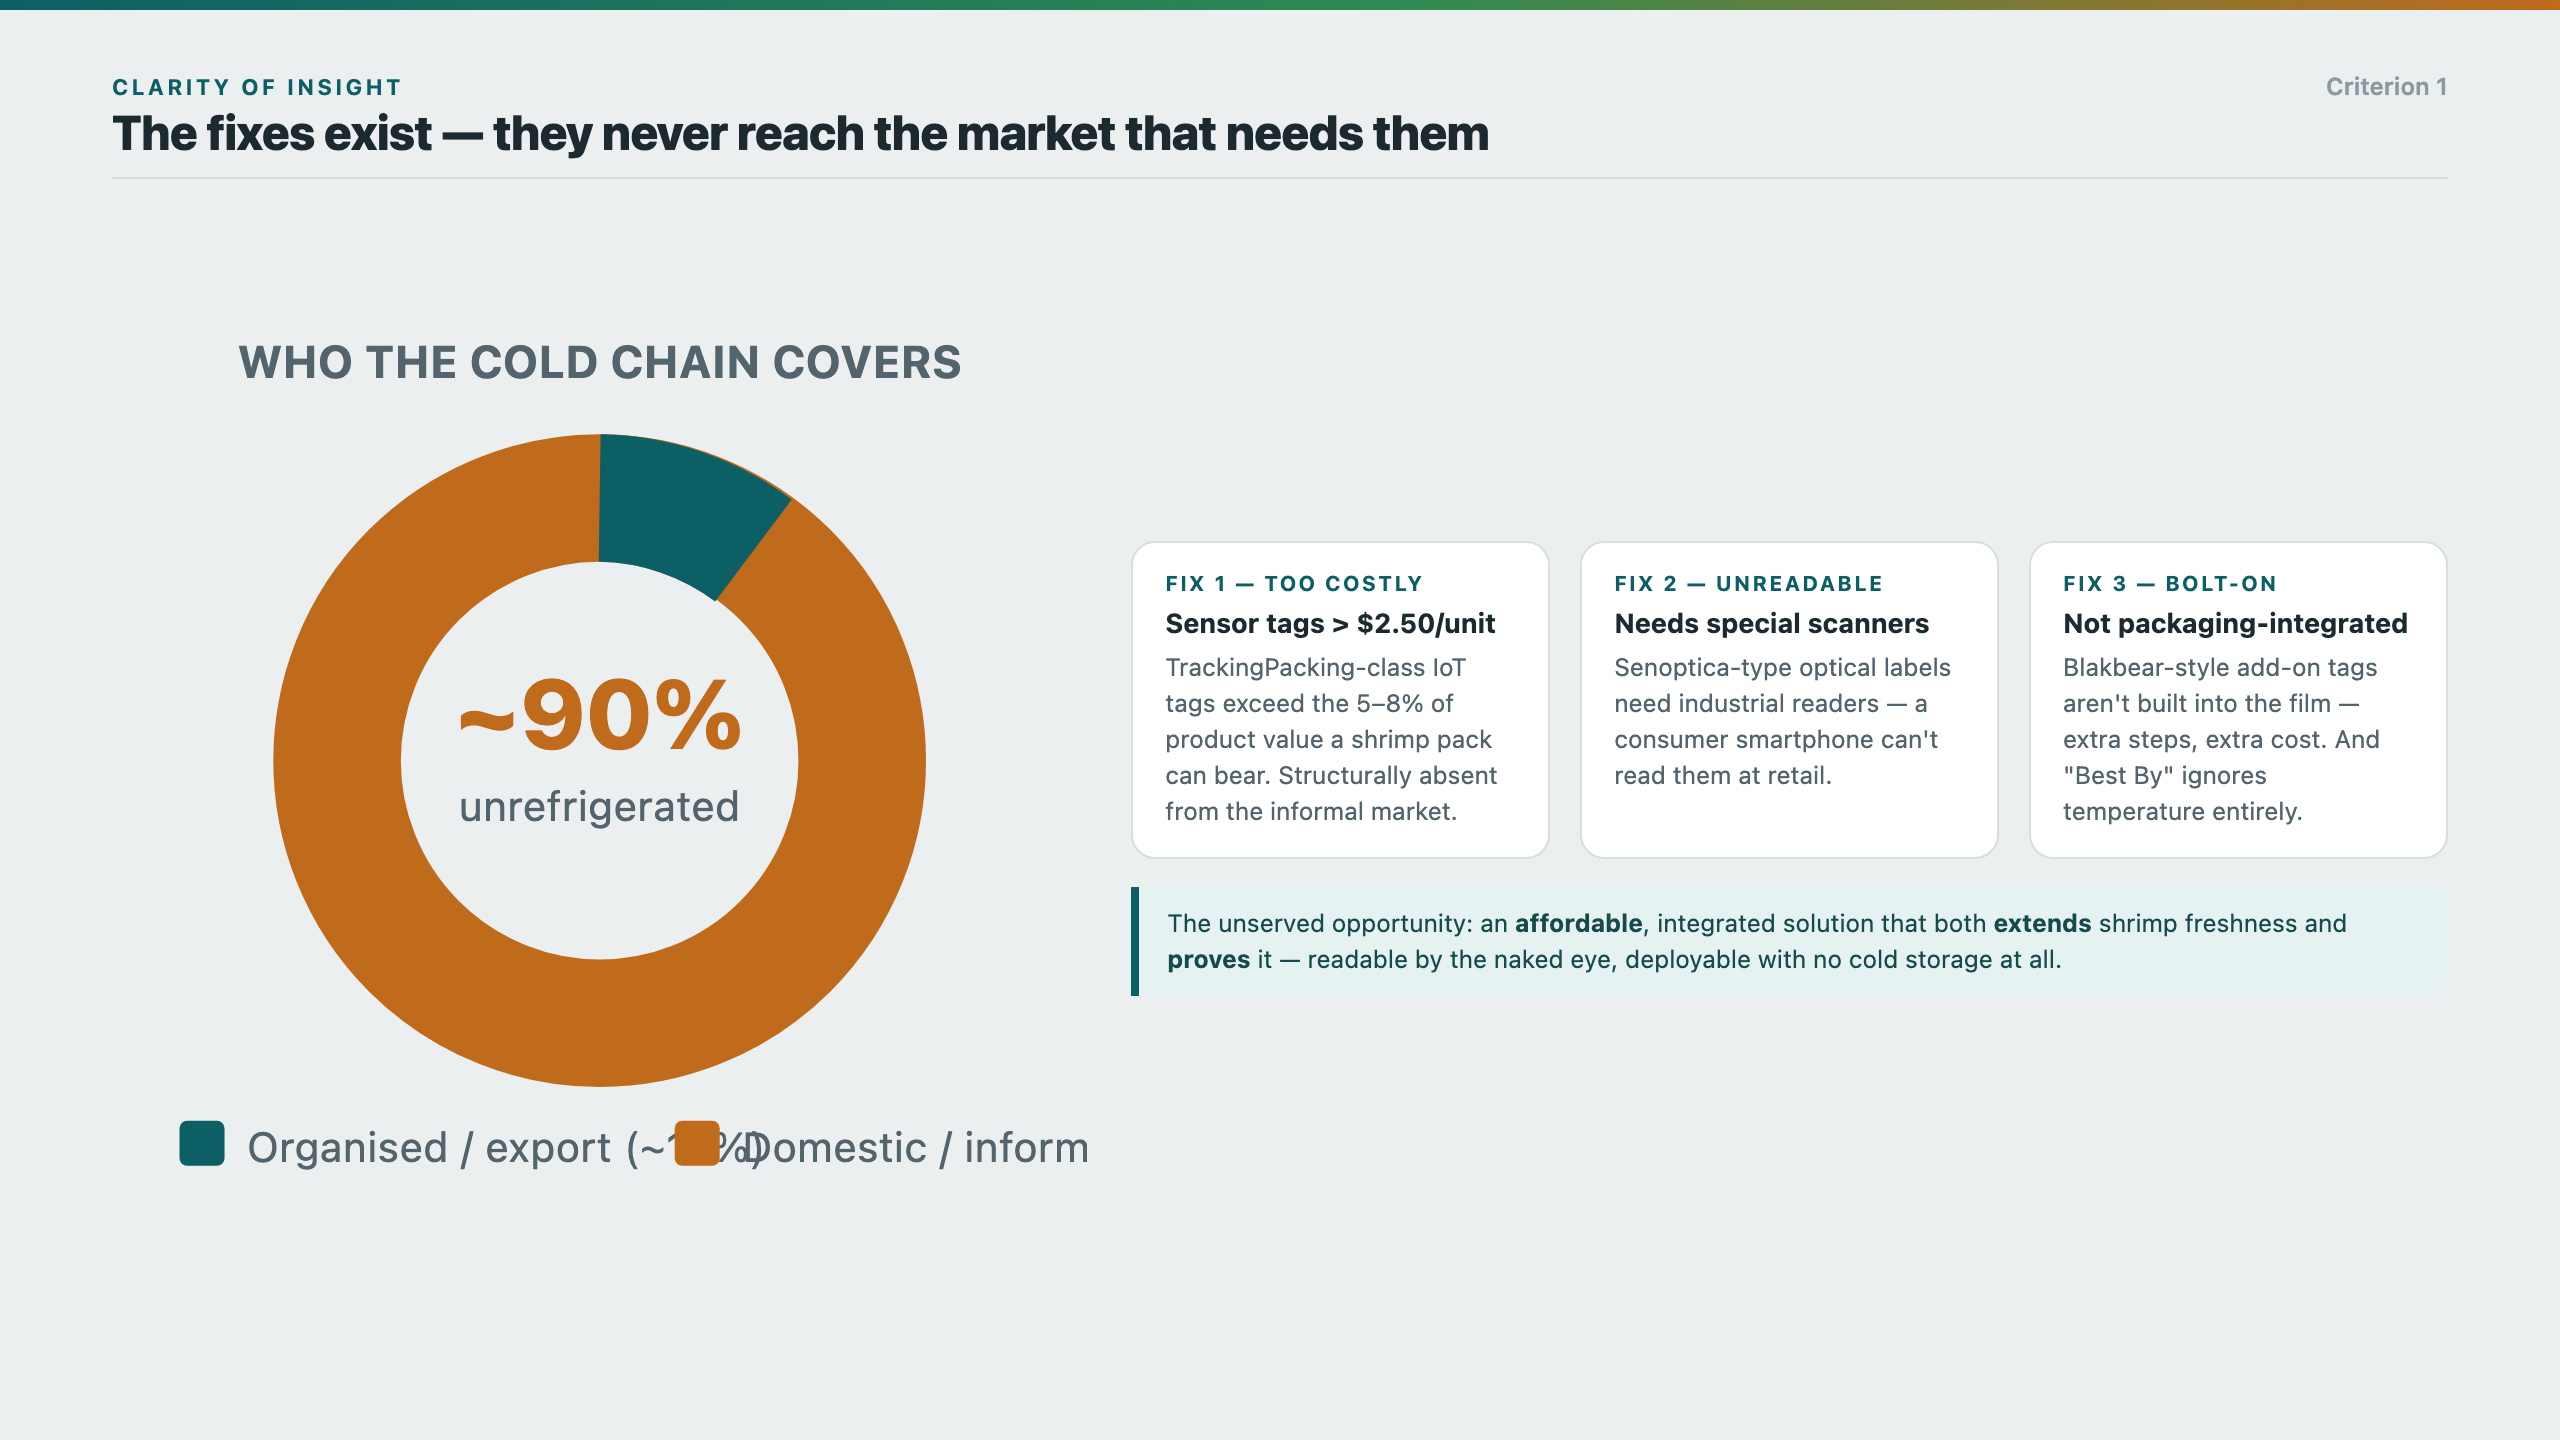 CLARITY OF INSIGHT
Criterion 1
The fixes exist — they never reach the market that needs them
WHO THE COLD CHAIN COVERS
~90%
unrefrigerated
Organised / export
Domestic / inform
FIX 1 — TOO COSTLY
Sensor tags > $2.50/unit
TrackingPacking-class IoT
tags exceed the 5–8% of
product value a shrimp pack
can bear. Structurally absent
from the informal market.
FIX 2 — UNREADABLE
Needs special scanners
Senoptica-type optical labels
need industrial readers — a
consumer smartphone can't
read them at retail.
FIX 3 — BOLT-ON
Not packaging-integrated
Blakbear-style add-on tags
aren't built into the film —
extra steps, extra cost. And
"Best By" ignores
temperature entirely.
The unserved opportunity: an affordable, integrated solution that both extends shrimp freshness and
proves it — readable by the naked eye, deployable with no cold storage at all.